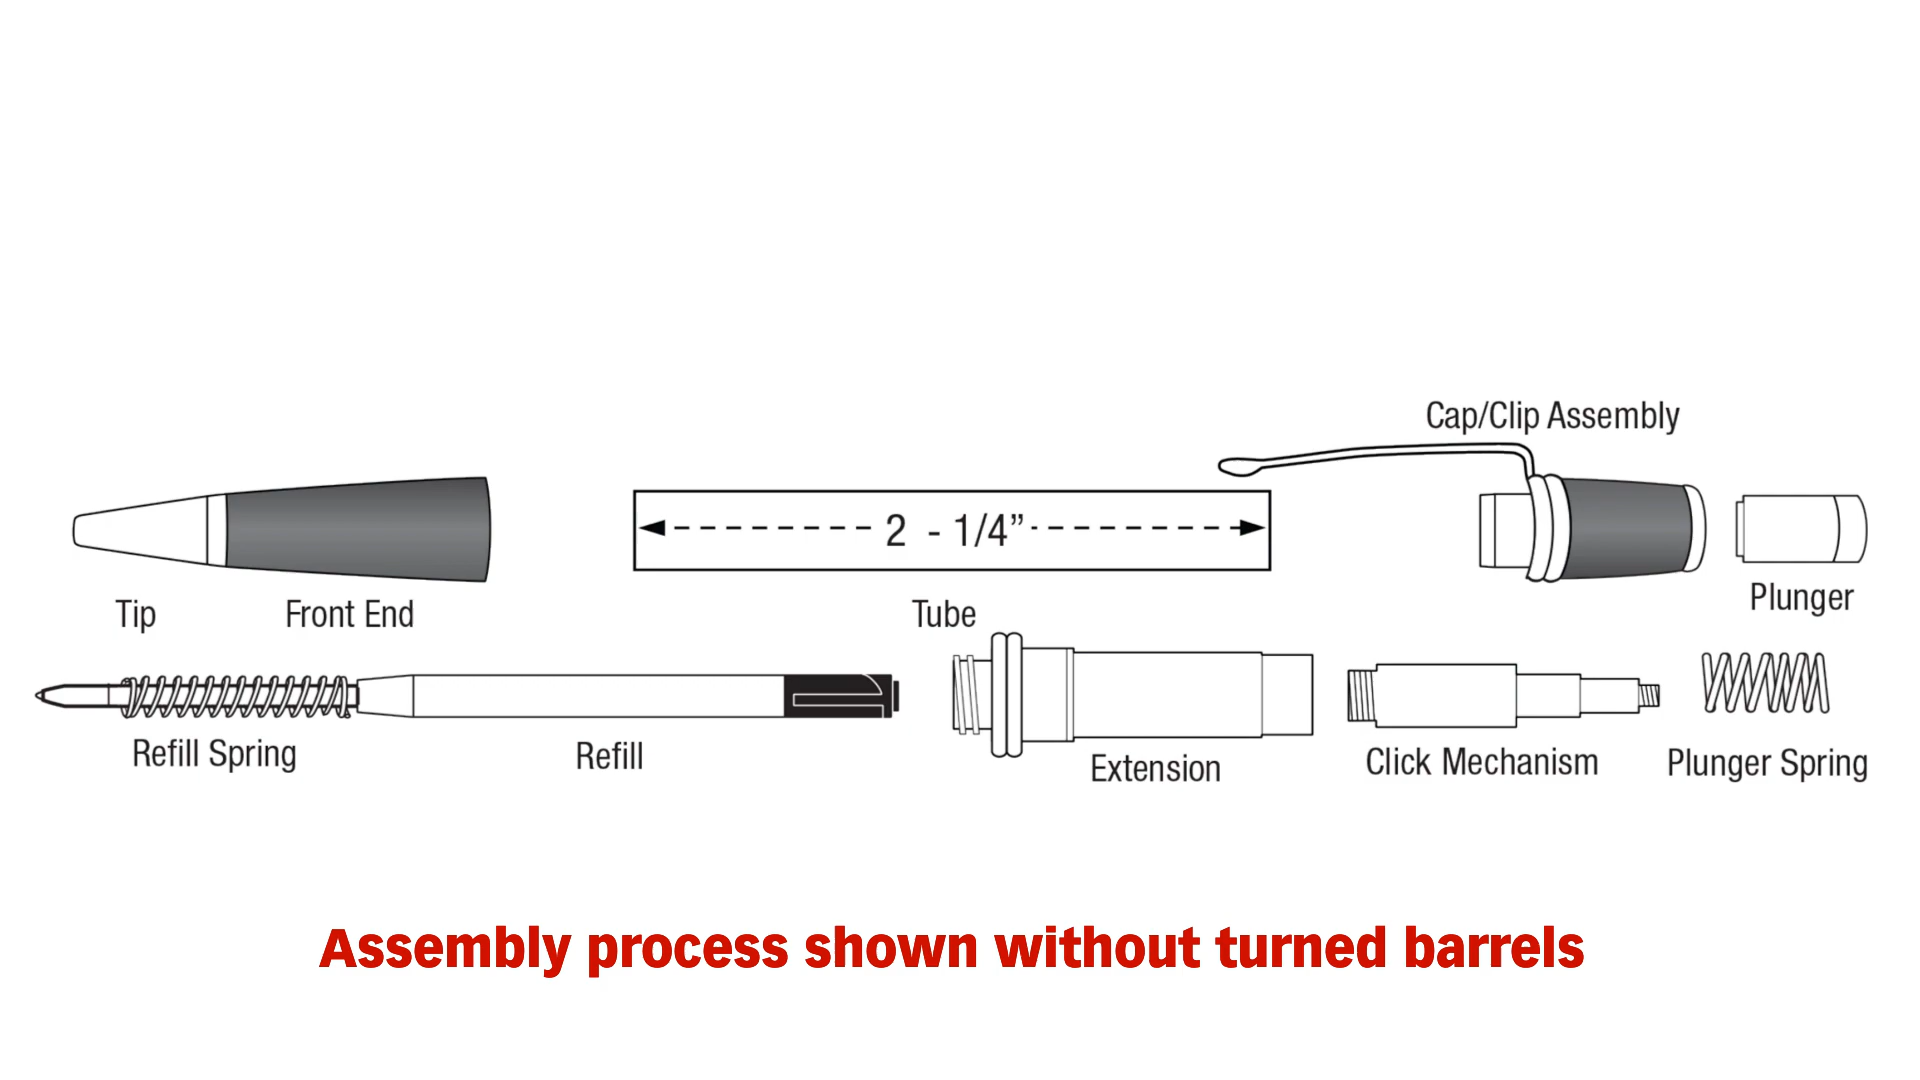 Cap/Clip Assembly
2 - 1/4”
Plunger
Tip
Front End
Tube
Refill Spring
Refill
Extension
Click Mechanism
Plunger Spring
Assembly process shown without turned barrels